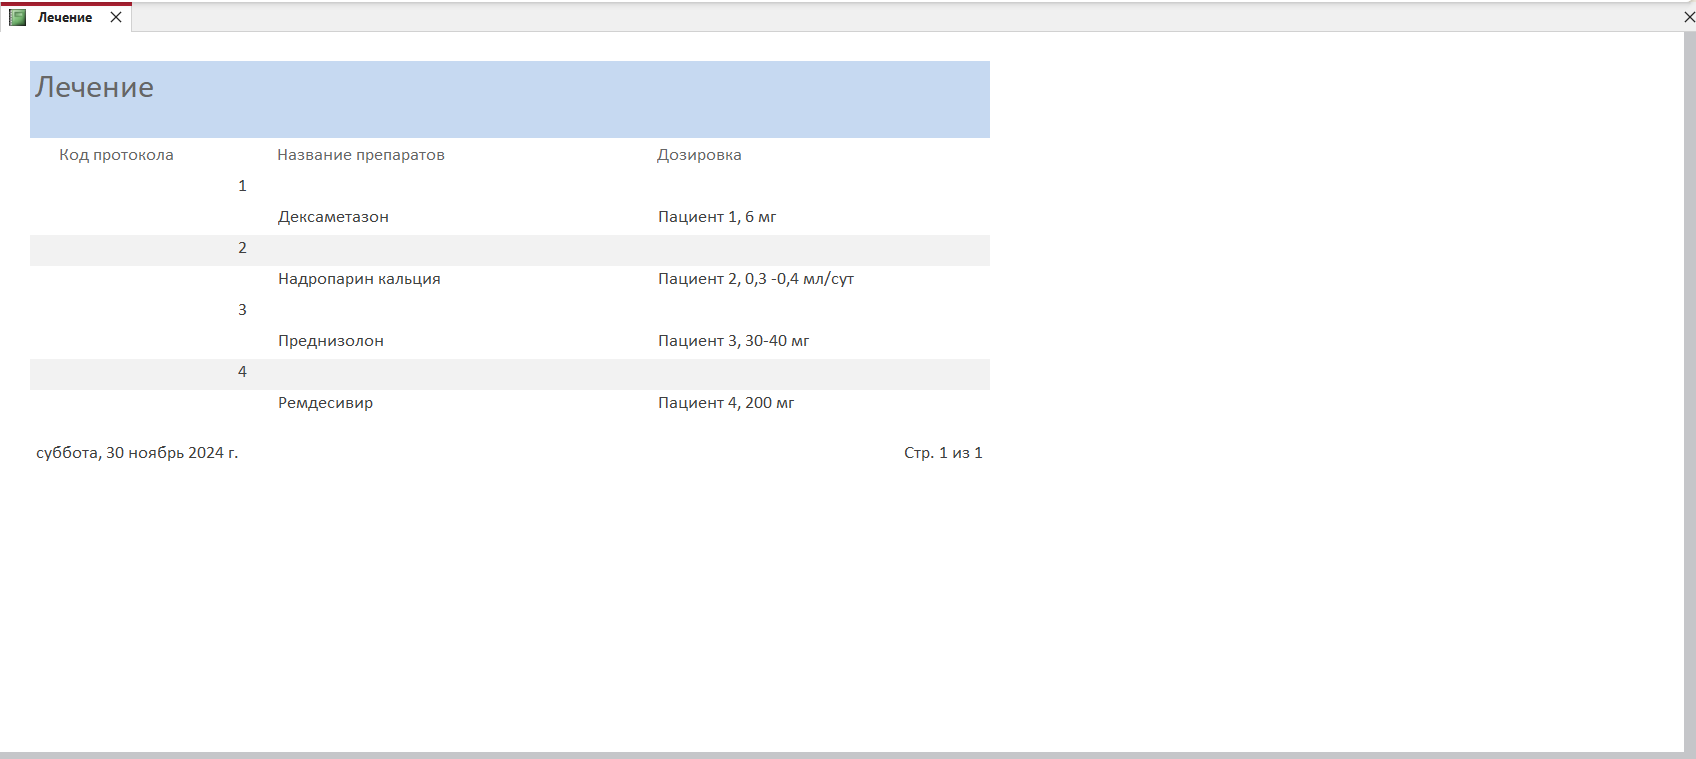 Лечение
Лечение
Код протокола Название препаратов Дозировка
1
Дексаметазон Пациент 1, 6 мг
2
Надропарин кальция Пациент 2, 0,3 -0,4 мл/сут
3
Преднизолон Пациент 3, 30-40 мг
4
Ремдесивир Пациент 4, 200 мг
суббота, 30 ноябрь 2024 г. Стр. 1 из 1